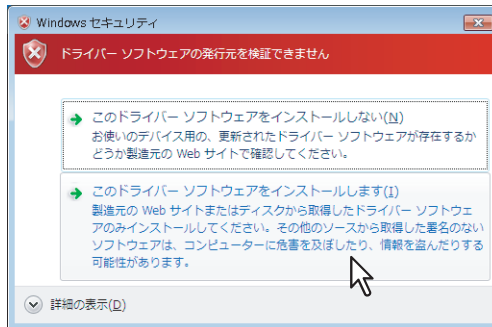 Windows セキュリティ
ドライバー ソフトウェアの発行元を検証できません
このドライバー ソフトウェアをインストールしない(N)
お使いのデバイス用の、更新されたドライバー ソフトウェアが存在するか
どうか製造元の Web サイトで確認してください。
このドライバー ソフトウェアをインストールします(I)
製造元の Web サイトまたはディスクから取得したドライバー ソフトウェ
アのみインストールしてください。その他のソースから取得した署名のない
ソフトウェアは、コンピューターに危害を及ぼしたり、情報を盗んだりする
可能性があります。
詳細の表示(D)